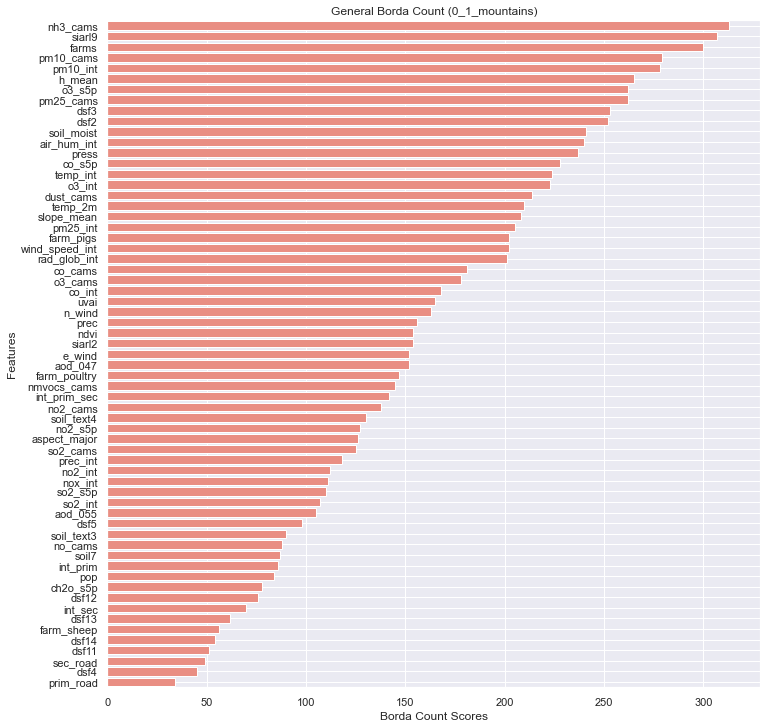 General Borda Count (0_1_mountains)
nh3_cams
siarl9
farms
pm10_cams
pm10_int
h_mean
o3_s5p
pm25_cams
dsf3
dsf2
soil_moist
air_hum_int
press
co_s5p
temp_int
o3_int
dust_cams
temp_2m
slope_mean
pm25_int
farm_pigs
wind_speed_int
rad_glob_int
co_cams
o3_cams
co_int
uvai
n_wind
prec
ndvi
siarl2
e_wind
aod_047
farm_poultry
nmvocs_cams
int_prim_sec
no2_cams
soil_text4
no2_s5p
aspect_major
so2_cams
prec_int
no2_int
nox_int
so2_s5p
so2_int
aod_055
dsf5
soil_text3
no_cams
soil7
int_prim
pop
ch2o_s5p
dsf12
int_sec
dsf13
farm_sheep
dsf14
dsf11
sec_road
dsf4
prim_road
Features
0 50 100 150 200 250 300
Borda Count Scores